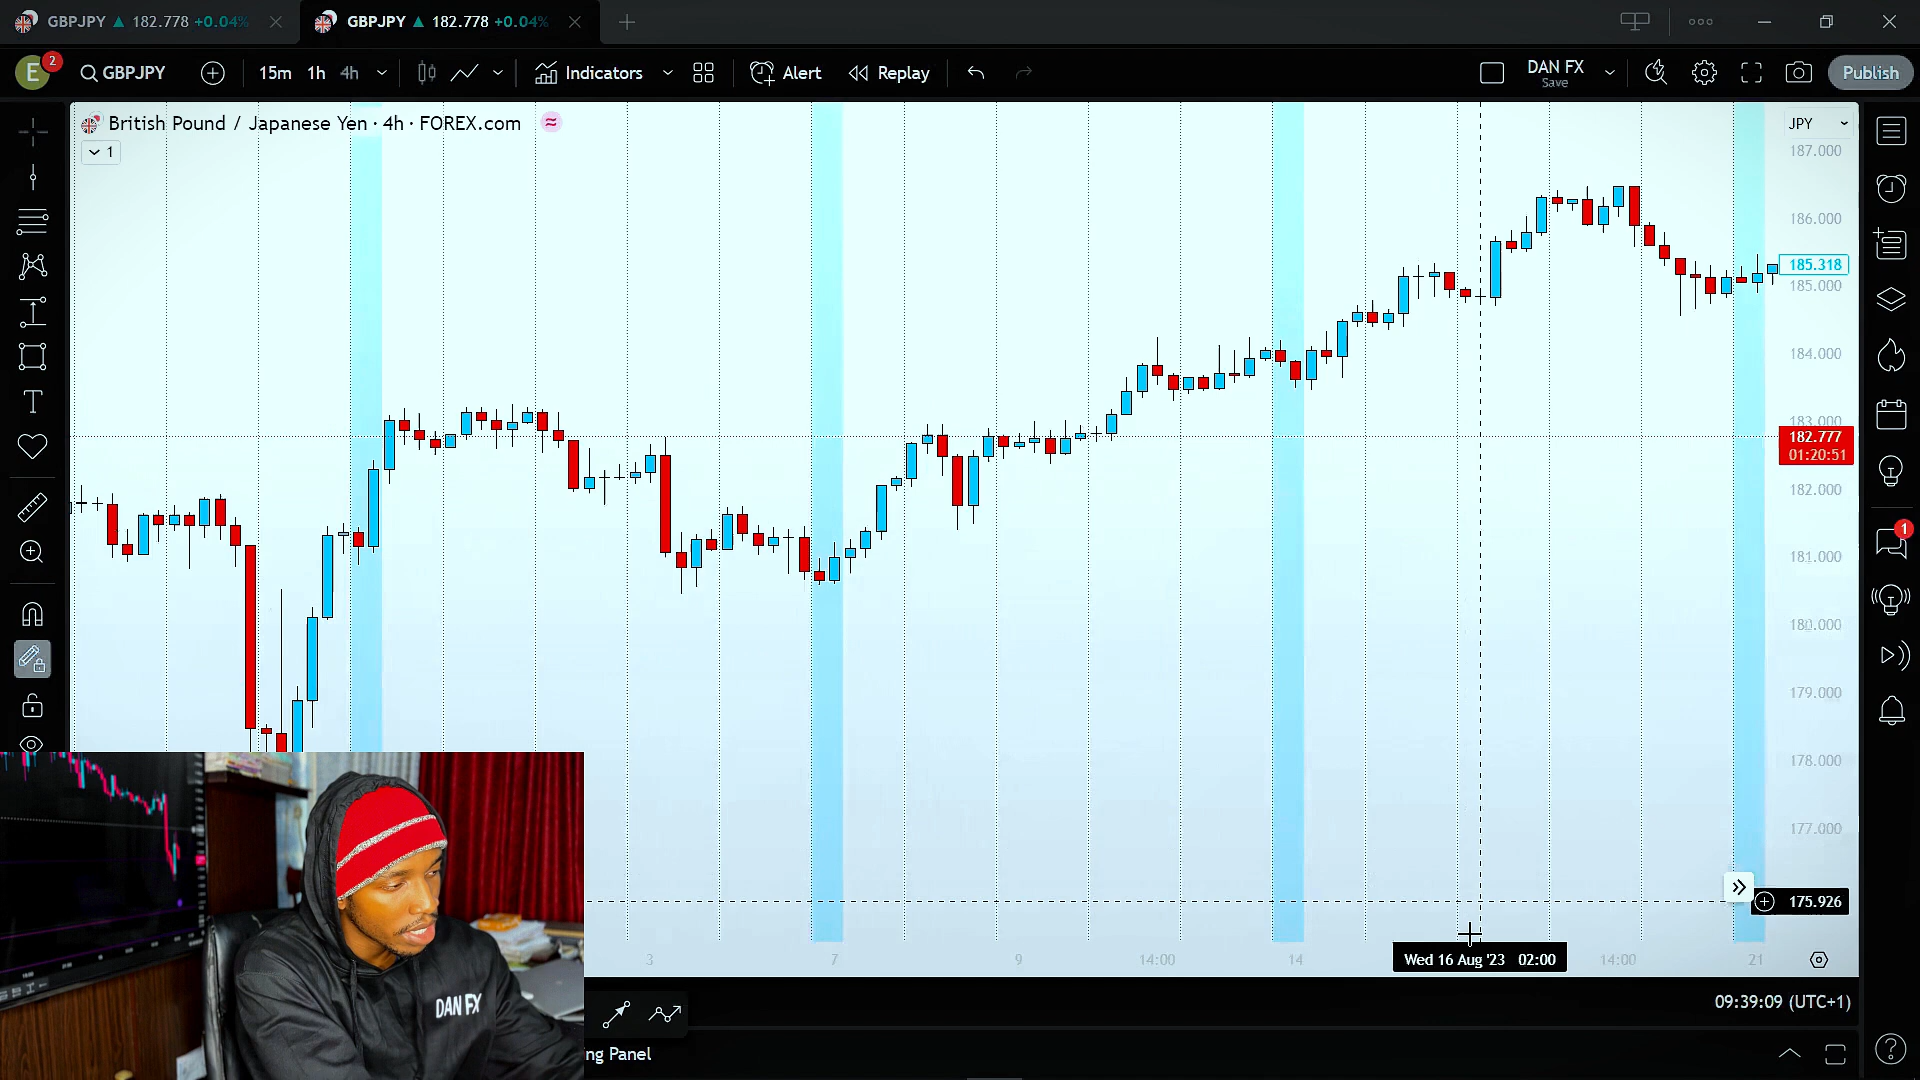 GBPJPY ▲ 182.778 +0.04%
GBPJPY ▲ 182.778 +0.04%
E 2 GBPJPY 15m 1h 4h Indicators Alert Replay DAN FX Save Publish
British Pound / Japanese Yen · 4h · FOREX.com
1
JPY
187.000
186.000
185.318
185.000
184.000
183.000
182.777
01:20:51
182.000
181.000
180.000
179.000
178.000
177.000
175.926
1
3 7 9 14:00 14 Wed 16 Aug '23 02:00 14:00 21
09:39:09 (UTC+1)
ng Panel
DAN FX